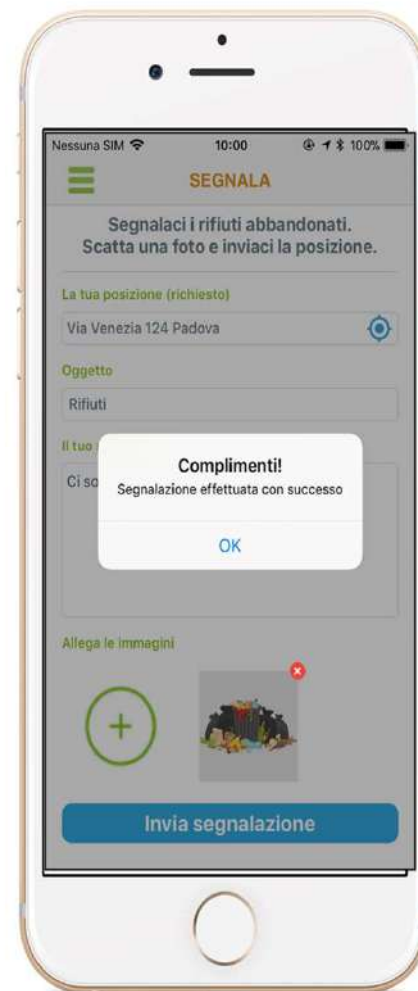 Nessuna SIM 10:00 100%
SEGNALA
Segnalaci i rifiuti abbandonati.
Scatta una foto e inviaci la posizione.
La tua posizione (richiesto)
Via Venezia 124 Padova
Oggetto
Rifiuti
Il tuo
Ci so
Complimenti!
Segnalazione effettuata con successo
OK
Allega le immagini
Invia segnalazione